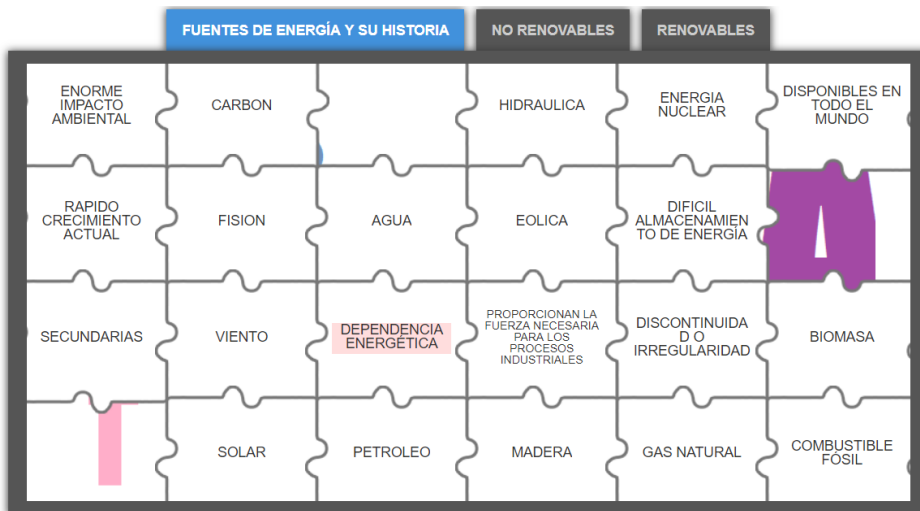 FUENTES DE ENERGÍA Y SU HISTORIA
NO RENOVABLES
RENOVABLES
ENORME
IMPACTO
AMBIENTAL
CARBON
HIDRAULICA
ENERGIA
NUCLEAR
DISPONIBLES EN
TODO EL
MUNDO
RAPIDO
CRECIMIENTO
ACTUAL
FISION
AGUA
EOLICA
DIFICIL
ALMACENAMIEN
TO DE ENERGÍA
SECUNDARIAS
VIENTO
DEPENDENCIA
ENERGÉTICA
PROPORCIONAN LA
FUERZA NECESARIA
PARA LOS
PROCESOS
INDUSTRIALES
DISCONTINUIDA
D O
IRREGULARIDAD
BIOMASA
SOLAR
PETROLEO
MADERA
GAS NATURAL
COMBUSTIBLE
FÓSIL